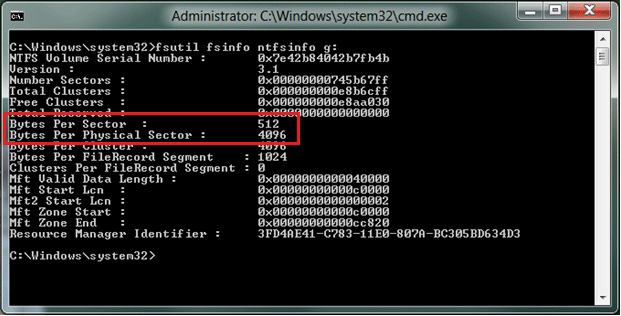 Administrator: C:\Windows\system32\cmd.exe
C:\Windows\system32>fsutil fsinfo ntfsinfo g:
NTFS Volume Serial Number : 0x7e42b84042b7fb4b
Version : 3.1
Number Sectors : 0x00000000745b67ff
Total Clusters : 0x000000000e8b6cff
Free Clusters : 0x000000000e8aa030
Total Reserved : 0x0000000000000000
Bytes Per Sector : 512
Bytes Per Physical Sector : 4096
Bytes Per Cluster : 4096
Bytes Per FileRecord Segment : 1024
Clusters Per FileRecord Segment : 0
Mft Valid Data Length : 0x0000000000040000
Mft Start Lcn : 0x00000000000c0000
Mft2 Start Lcn : 0x0000000000000002
Mft Zone Start : 0x00000000000c0000
Mft Zone End : 0x00000000000cc820
Resource Manager Identifier : 3FD4AE41-C783-11E0-807A-BC305BD634D3
C:\Windows\system32>